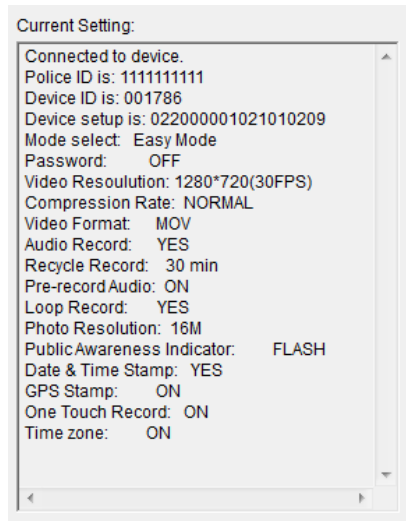 Current Setting:
Connected to device.
Police ID is: 1111111111
Device ID is: 001786
Device setup is: 022000001021010209
Mode select: Easy Mode
Password: OFF
Video Resoulution: 1280*720(30FPS)
Compression Rate: NORMAL
Video Format: MOV
Audio Record: YES
Recycle Record: 30 min
Pre-record Audio: ON
Loop Record: YES
Photo Resolution: 16M
Public Awareness Indicator: FLASH
Date & Time Stamp: YES
GPS Stamp: ON
One Touch Record: ON
Time zone: ON